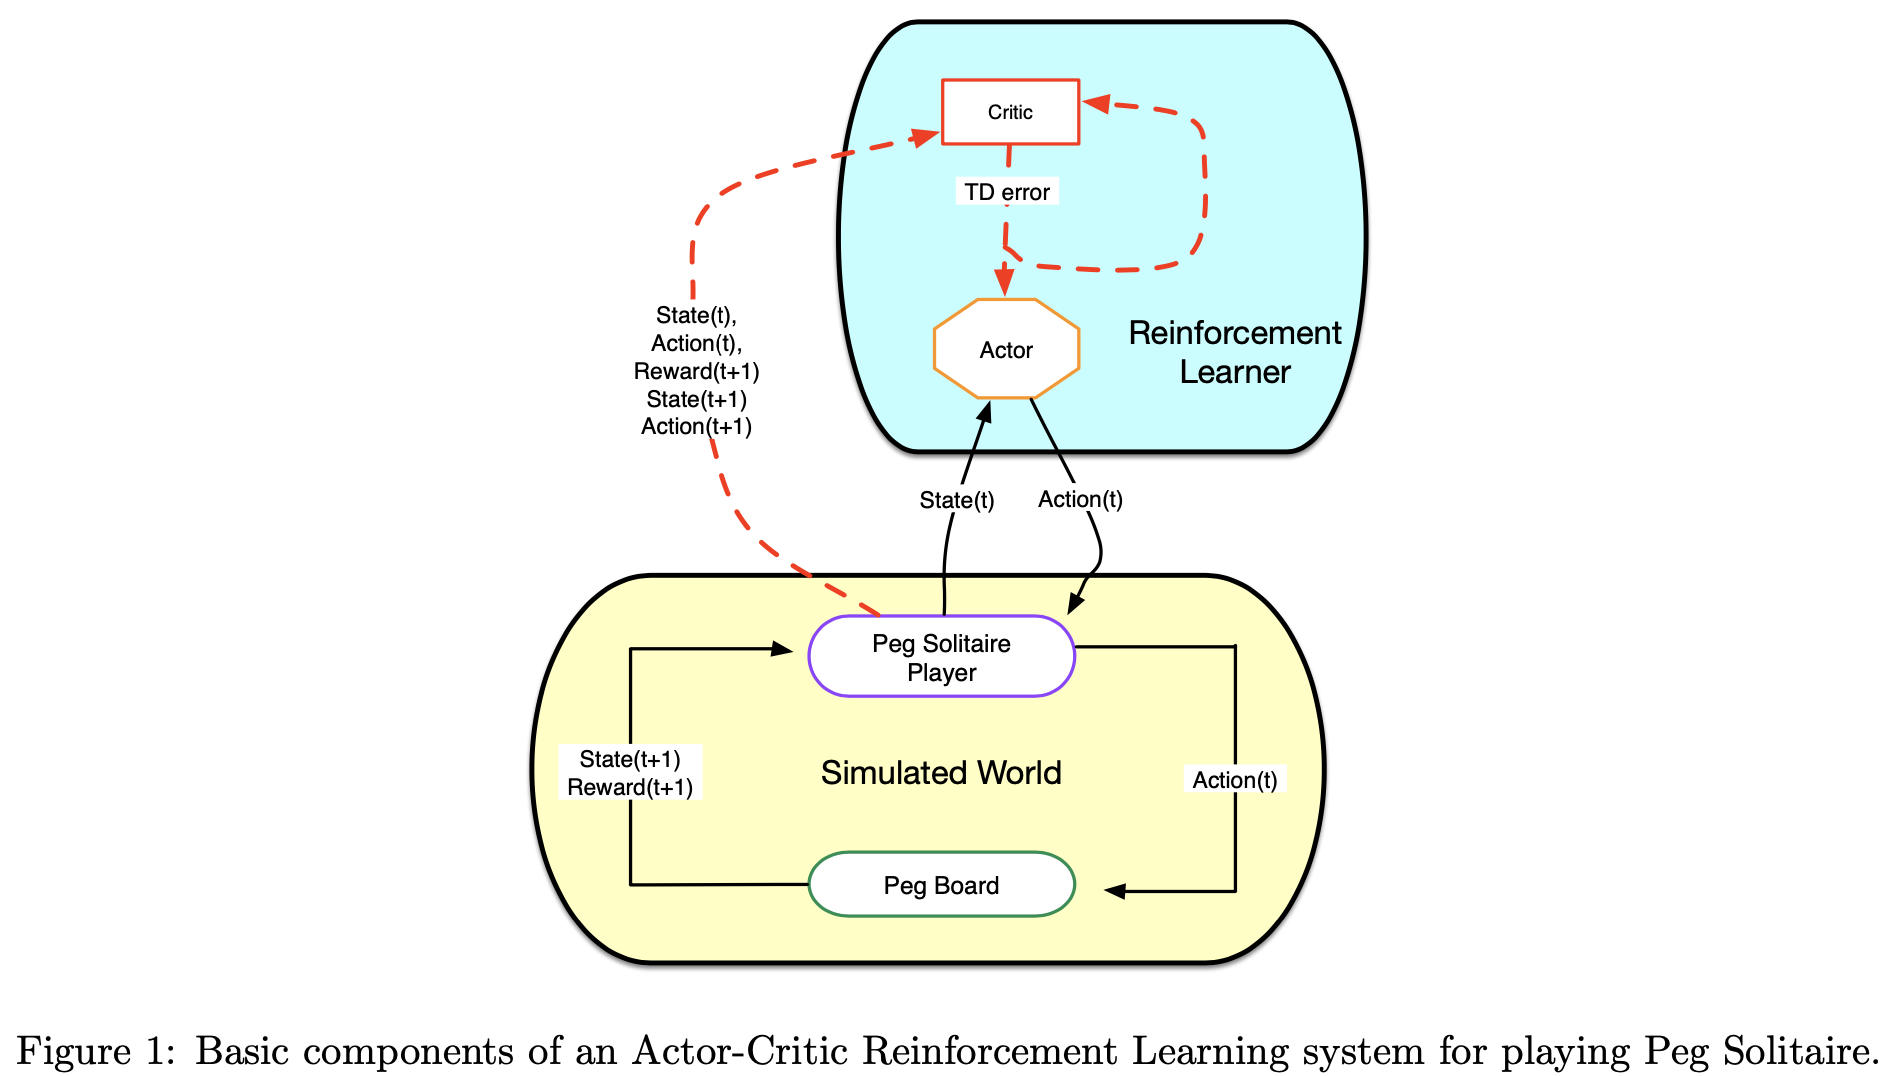 Critic
TD error
State(t),
Action(t),
Reward(t+1)
State(t+1)
Action(t+1)
Actor
Reinforcement
Learner
State(t)
Action(t)
Peg Solitaire
Player
State(t+1)
Reward(t+1)
Simulated World
Action(t)
Peg Board
Figure 1: Basic components of an Actor-Critic Reinforcement Learning system for playing Peg Solitaire.